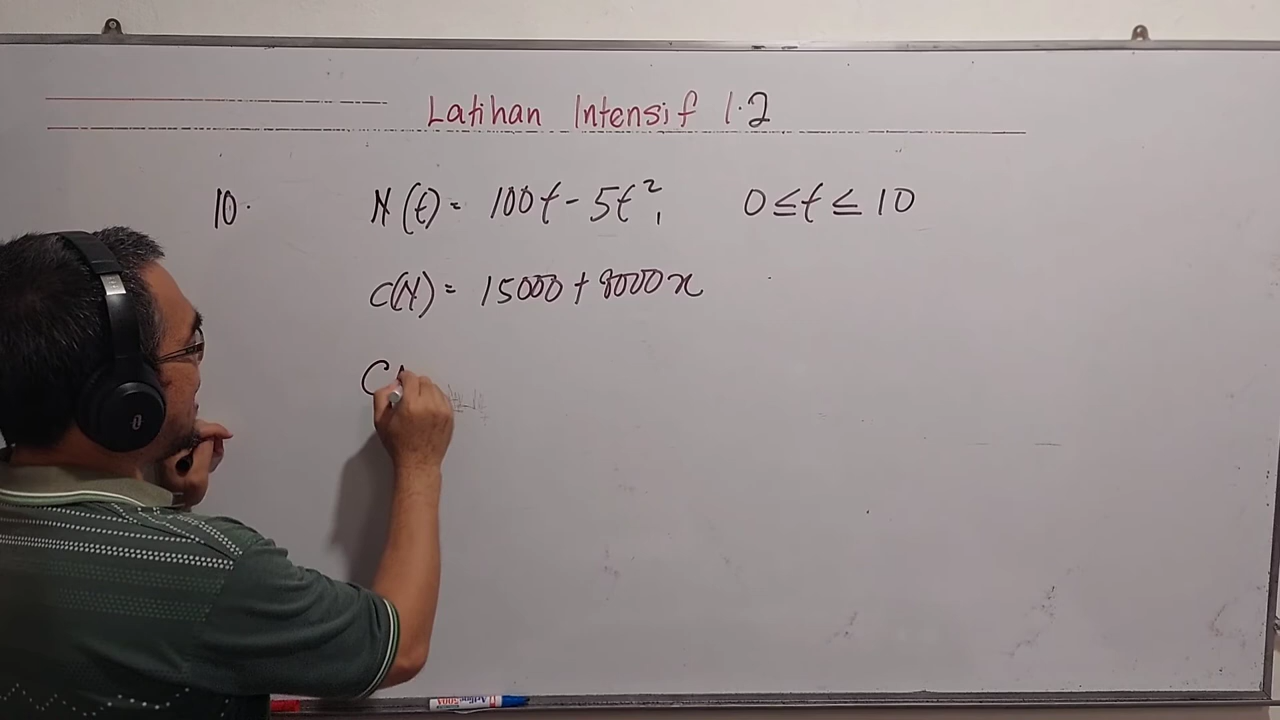 Latihan Intensif 1.2
10. N(t) = 100t - 5t², 0 ≤ t ≤ 10
C(N) = 15000 + 8000x
C